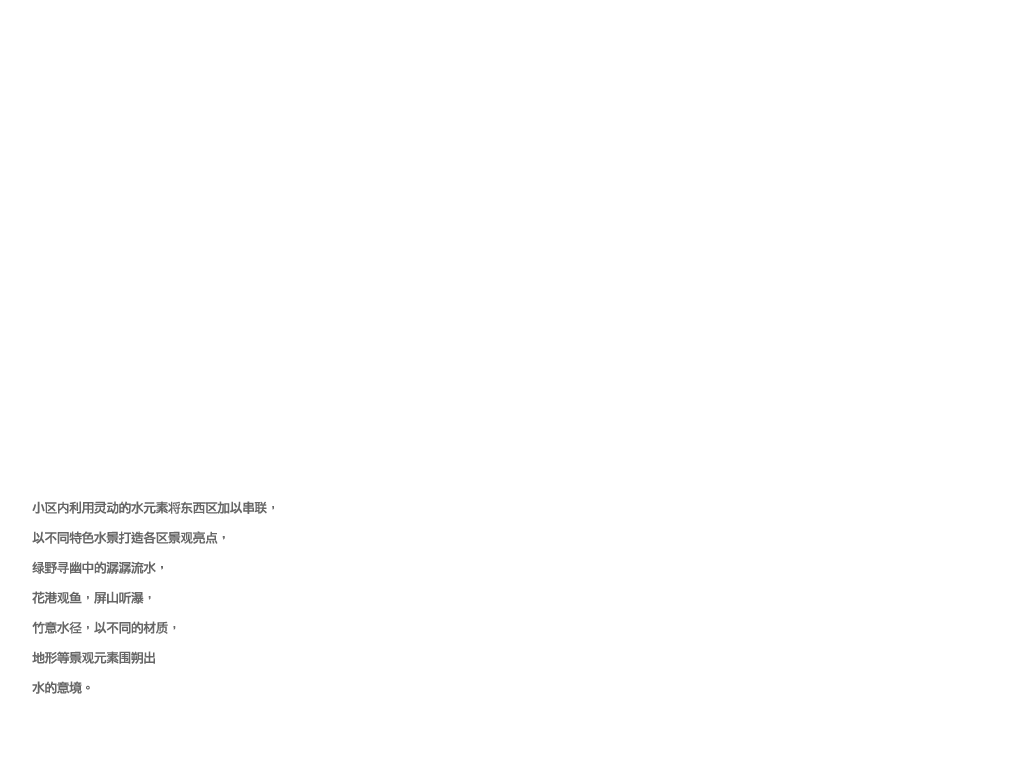 小区内利用灵动的水元素将东西区加以串联，
以不同特色水景打造各区景观亮点，
绿野寻幽中的潺潺流水，
花港观鱼，屏山听瀑，
竹意水径，以不同的材质，
地形等景观元素围朔出
水的意境。